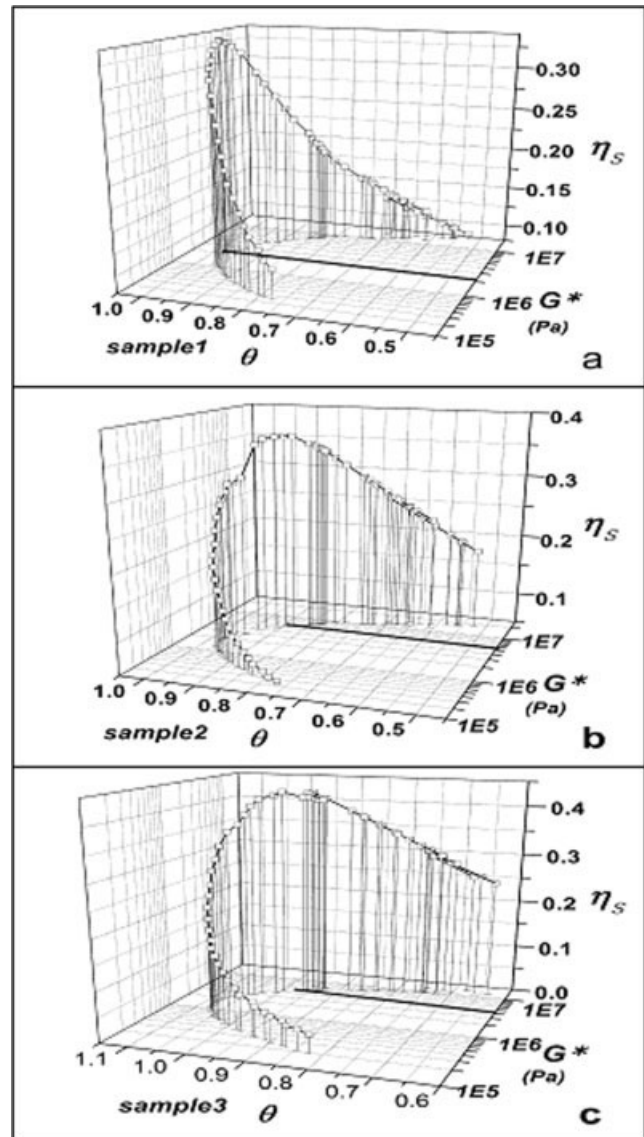 0.30
0.25
η_S
0.20
0.15
0.10
1E7
1E6 G*
(Pa)
1E5
1.0 0.9 0.8 0.7 0.6 0.5
sample1 θ
a
0.4
0.3
η_S
0.2
0.1
1E7
1E6 G*
(Pa)
1E5
1.0 0.9 0.8 0.7 0.6 0.5
sample2 θ
b
0.4
0.3
0.2 η_S
0.1
0.0
1E7
1E6 G*
(Pa)
1E5
1.1 1.0 0.9 0.8 0.7 0.6
sample3 θ
c